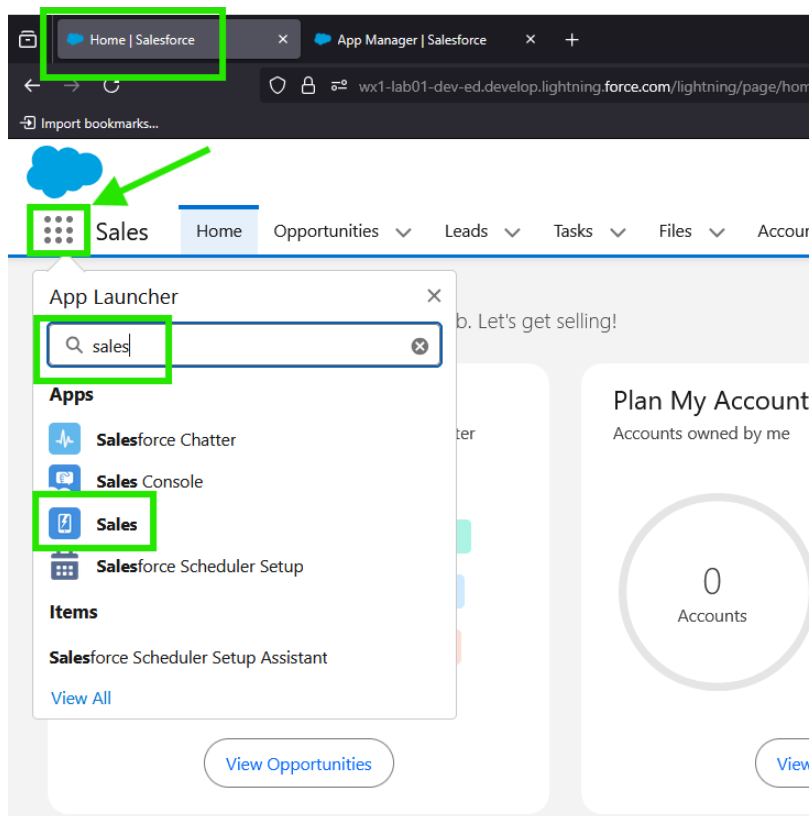 Home | Salesforce
App Manager | Salesforce
wx1-lab01-dev-ed.develop.lightning.force.com/lightning/page/hom
Import bookmarks...
Sales Home Opportunities Leads Tasks Files Accour
App Launcher
b. Let's get selling!
sales
Apps
Salesforce Chatter
Sales Console
Sales
Salesforce Scheduler Setup
Items
Salesforce Scheduler Setup Assistant
View All
ter
View Opportunities
Plan My Account
Accounts owned by me
0
Accounts
View